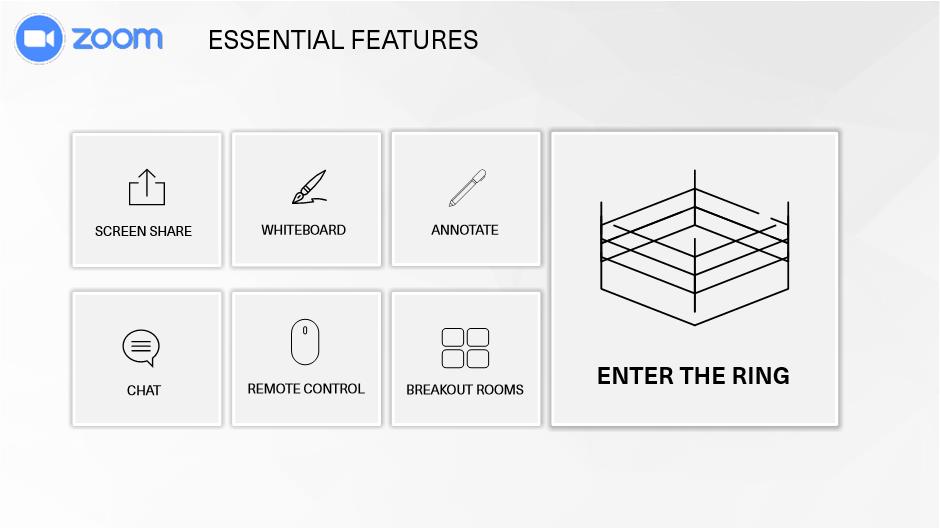 zoom
ESSENTIAL FEATURES
SCREEN SHARE
WHITEBOARD
ANNOTATE
CHAT
REMOTE CONTROL
BREAKOUT ROOMS
ENTER THE RING